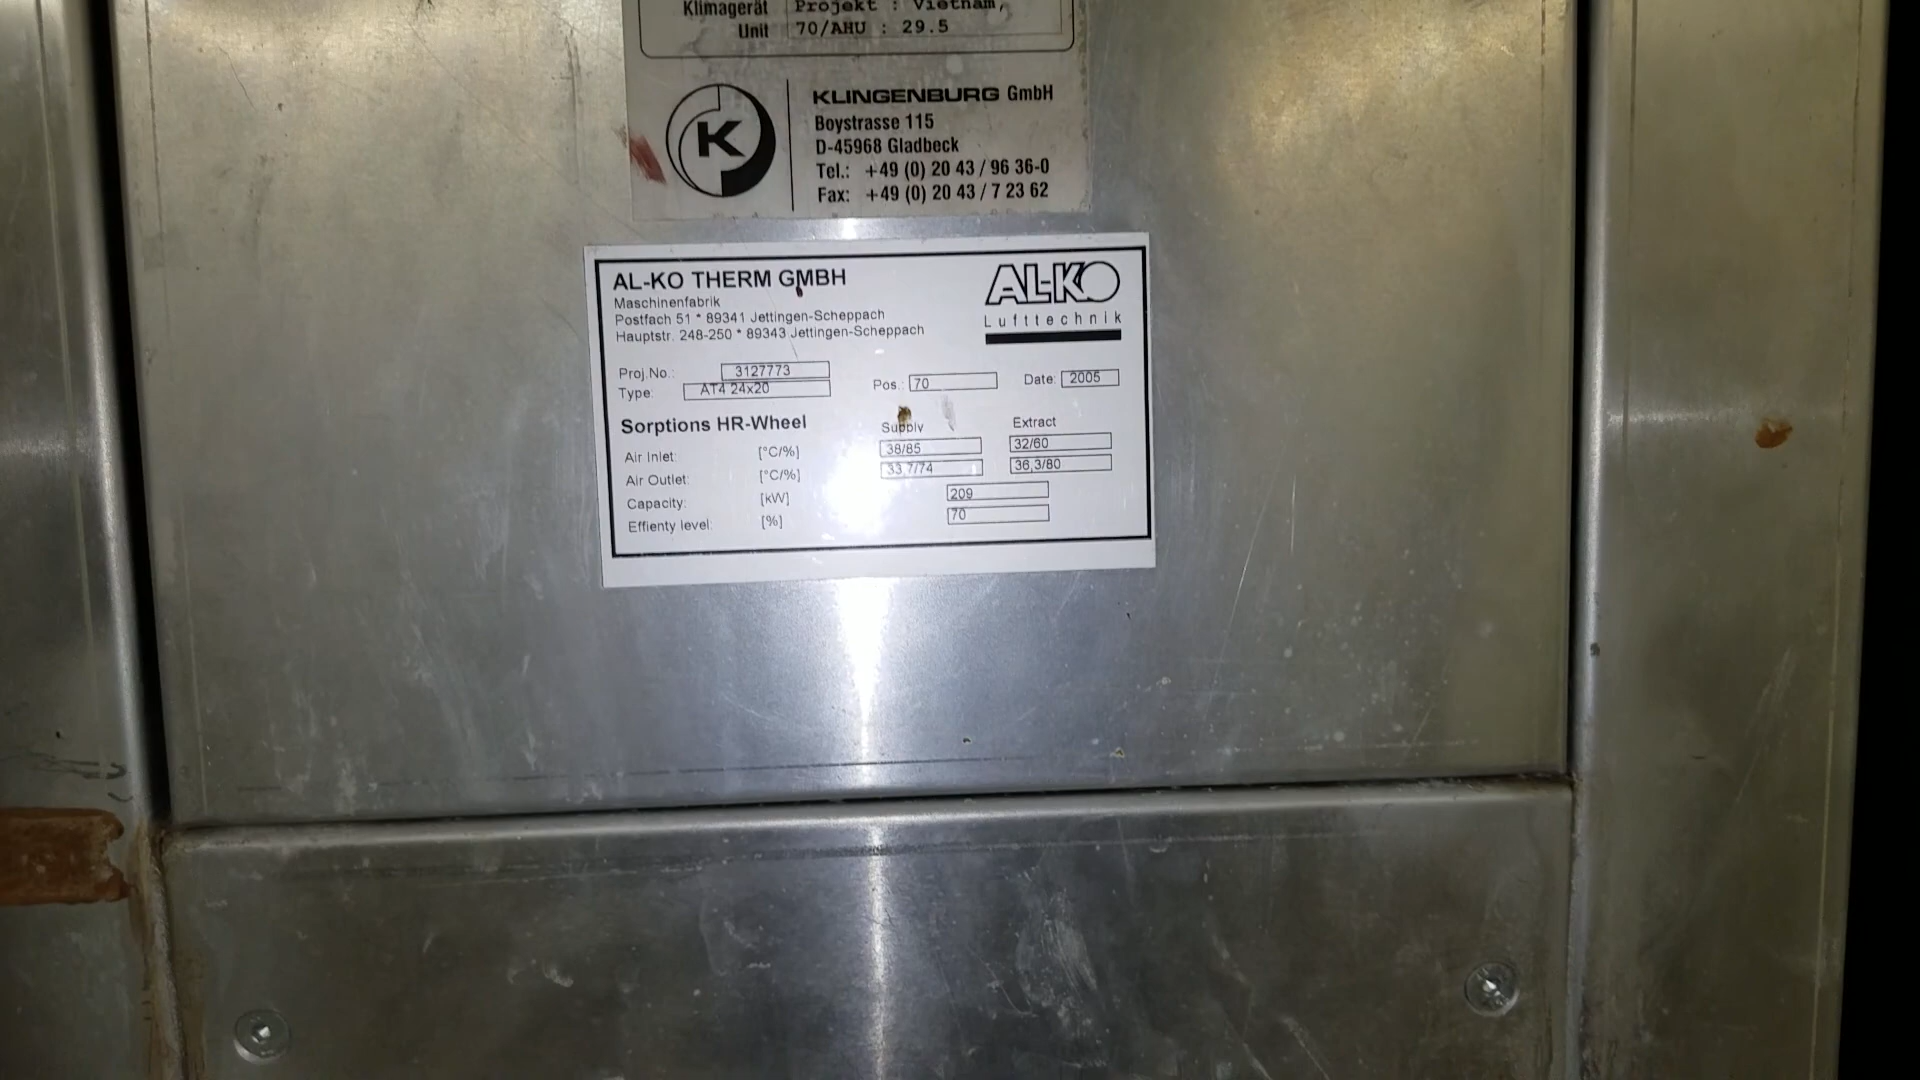 Klimagerät Projekt : Vietnam,
Unit 70/AHU : 29.5
K
KLINGENBURG GmbH
Boystrasse 115
D-45968 Gladbeck
Tel.: +49 (0) 20 43 / 96 36-0
Fax: +49 (0) 20 43 / 7 23 62
AL-KO THERM GMBH
Maschinenfabrik
Postfach 51 * 89341 Jettingen-Scheppach
Hauptstr. 248-250 * 89343 Jettingen-Scheppach
AL-KO
Lufttechnik
Proj.No.: 3127773
Type: AT4 24x20 Pos.: 70 Date: 2005
Sorptions HR-Wheel Supply Extract
Air Inlet: [°C/%] 38/85 32/60
Air Outlet: [°C/%] 33,7/74 36,3/80
Capacity: [kW] 209
Effienty level: [%] 70